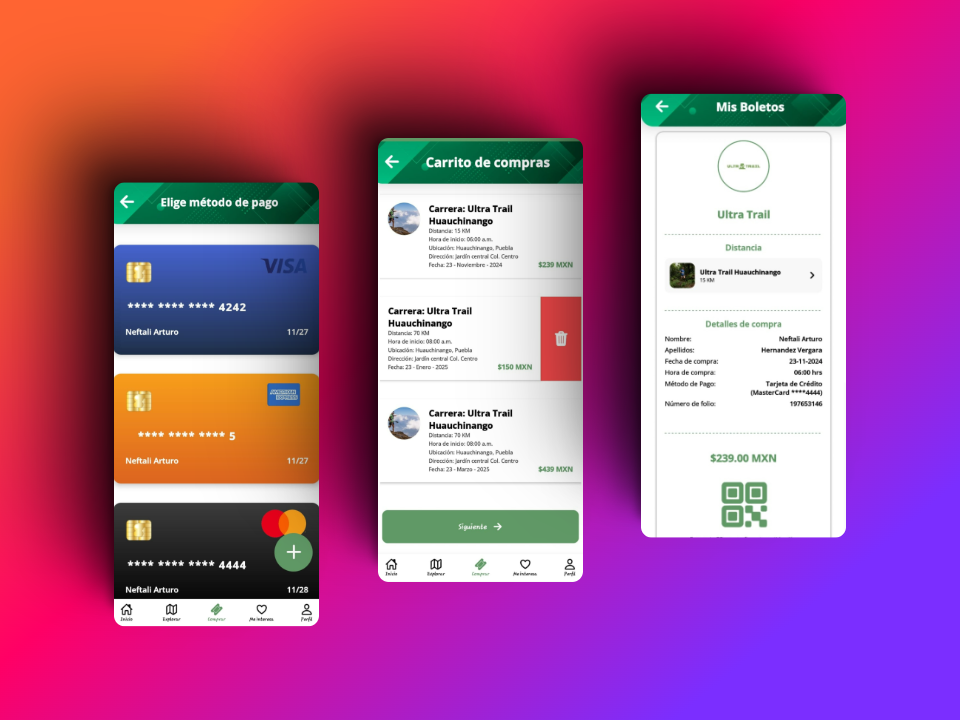 Elige método de pago
VISA
**** **** **** 4242
Neftali Arturo 11/27
AMERICAN
EXPRESS
**** **** **** 5
Neftali Arturo 11/27
**** **** **** 4444
+
Neftali Arturo 11/28
Inicio Explorar Comprar Me interesa Perfil
Carrito de compras
Carrera: Ultra Trail
Huauchinango
Distancia: 15 KM
Hora de inicio: 06:00 a.m.
Ubicación: Huauchinango, Puebla
Dirección: Jardín central Col. Centro
Fecha: 23 - Noviembre - 2024 $239 MXN
Carrera: Ultra Trail
Huauchinango
Distancia: 70 KM
Hora de inicio: 08:00 a.m.
Ubicación: Huauchinango, Puebla
Dirección: Jardín central Col. Centro
Fecha: 23 - Enero - 2025 $150 MXN
Carrera: Ultra Trail
Huauchinango
Distancia: 70 KM
Hora de inicio: 08:00 a.m.
Ubicación: Huauchinango, Puebla
Dirección: Jardín central Col. Centro
Fecha: 23 - Marzo - 2025 $439 MXN
Siguiente →
Inicio Explorar Comprar Me interesa Perfil
Mis Boletos
ULTRA TRAIL
Ultra Trail
Distancia
Ultra Trail Huauchinango
15 KM
Detalles de compra
Nombre: Neftali Arturo
Apellidos: Hernandez Vergara
Fecha de compra: 23-11-2024
Hora de compra: 06:00 hrs
Método de Pago: Tarjeta de Crédito
(MasterCard ****4444)
Número de folio: 197653146
$239.00 MXN